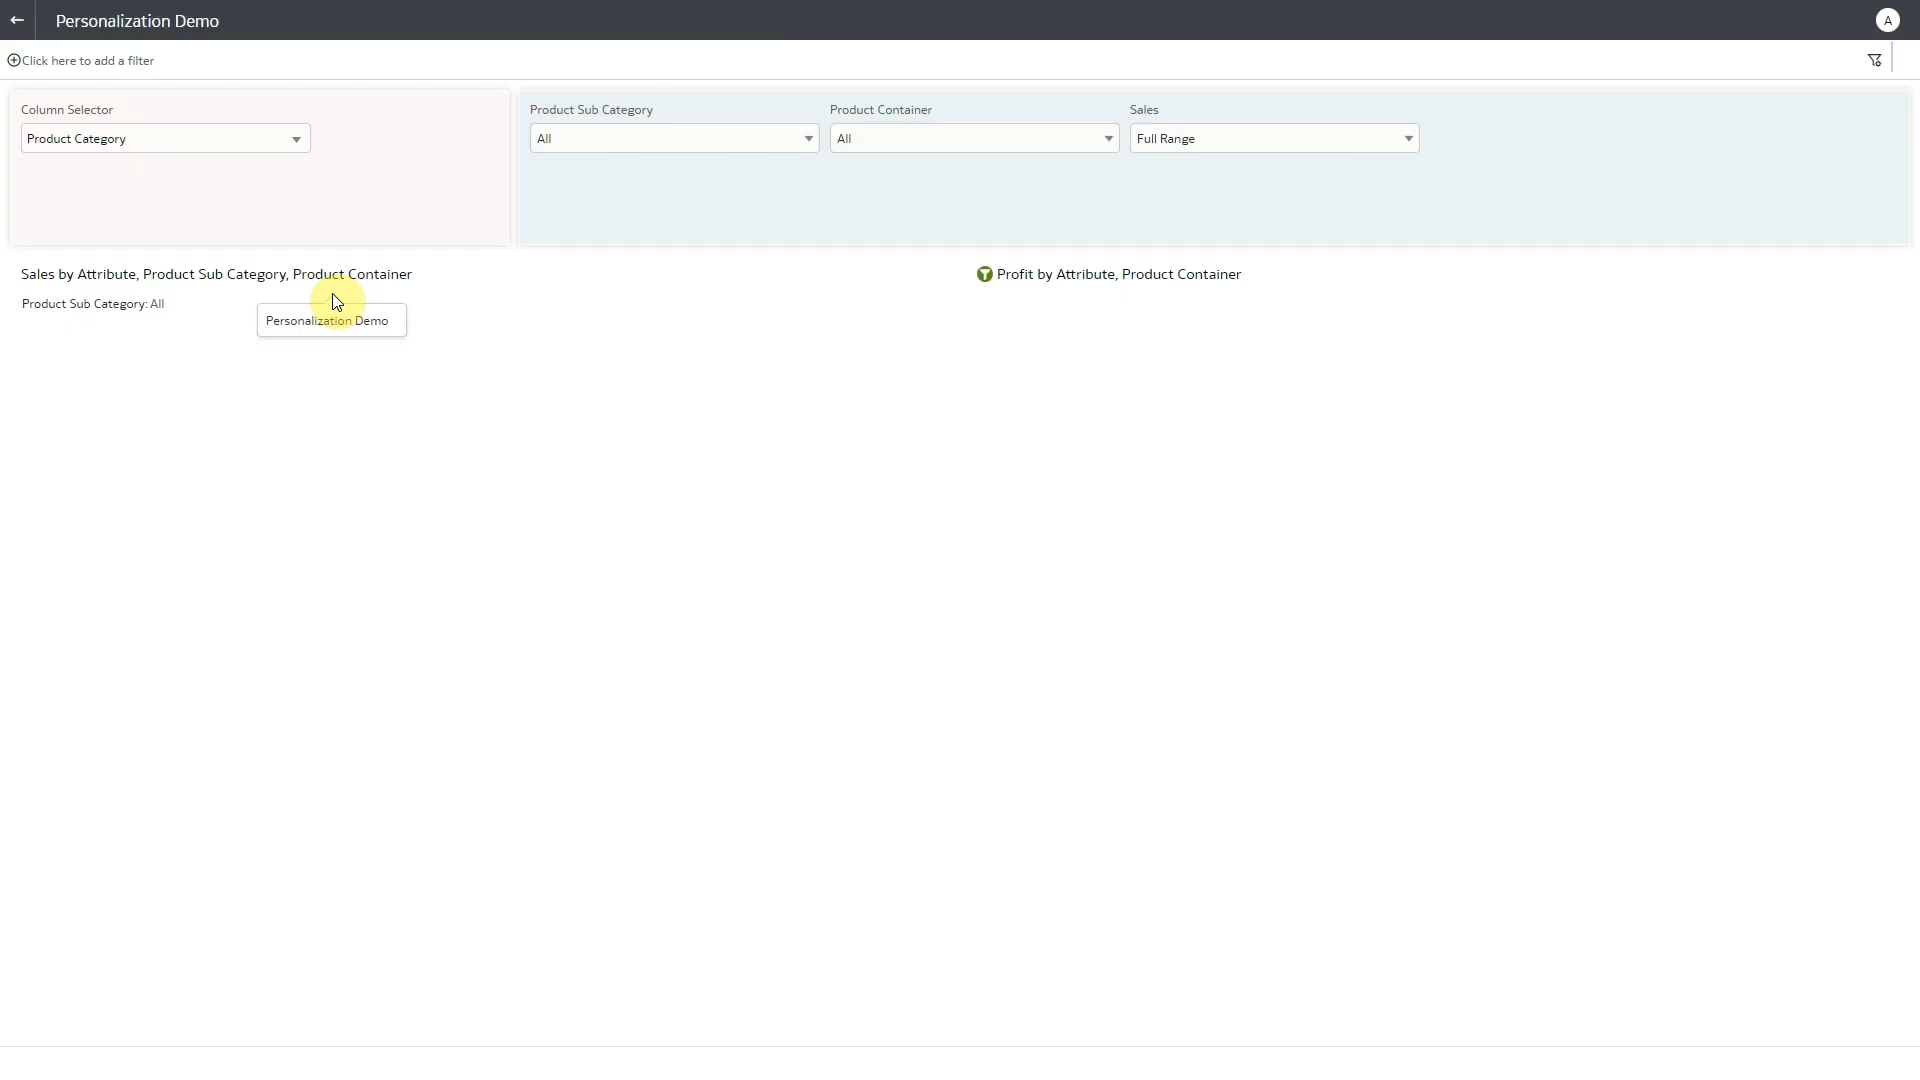 Personalization Demo
A
Click here to add a filter
Column Selector
Product Category
Product Sub Category
All
Product Container
All
Sales
Full Range
Sales by Attribute, Product Sub Category, Product Container
Product Sub Category: All
Personalization Demo
Profit by Attribute, Product Container